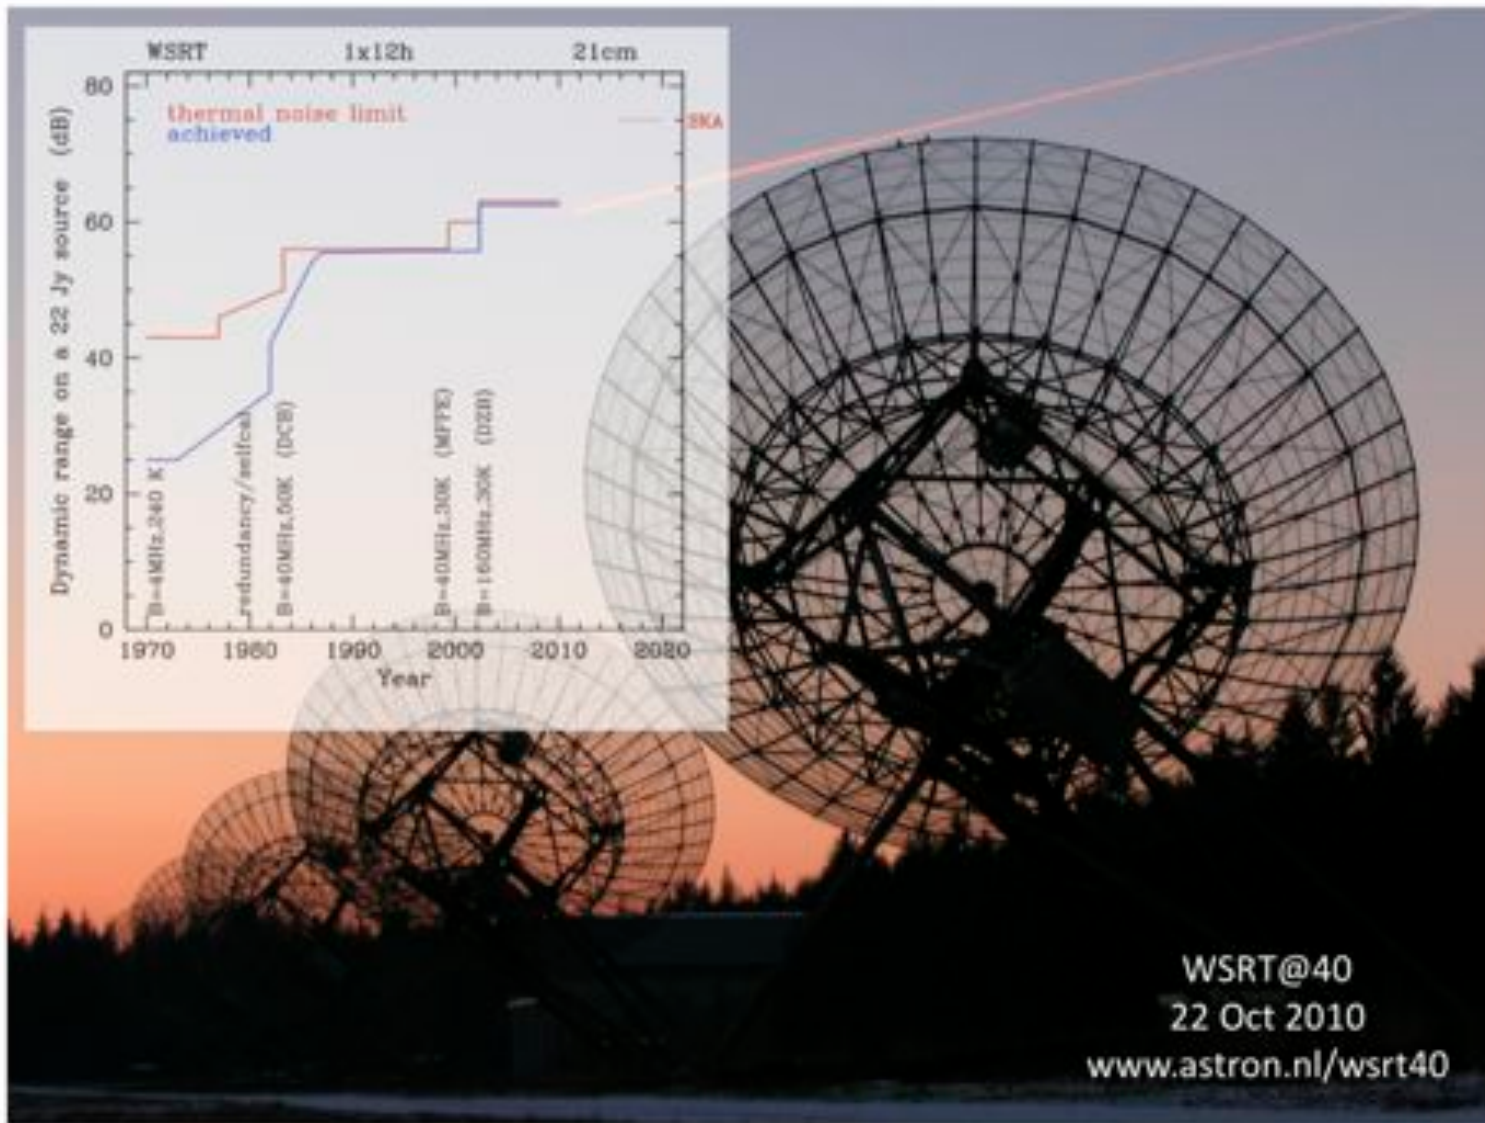 WSRT 1x12h 21cm
Dynamic range on a 22 Jy source (dB)
80
60
40
20
0
thermal noise limit
achieved
SKA
B=4MHz,240 K
redundancy/selfcal
B=40MHz,50K (DCB)
B=40MHz,30K (MFFE)
B=160MHz,30K (DZB)
1970 1980 1990 2000 2010 2020
Year
WSRT@40
22 Oct 2010
www.astron.nl/wsrt40